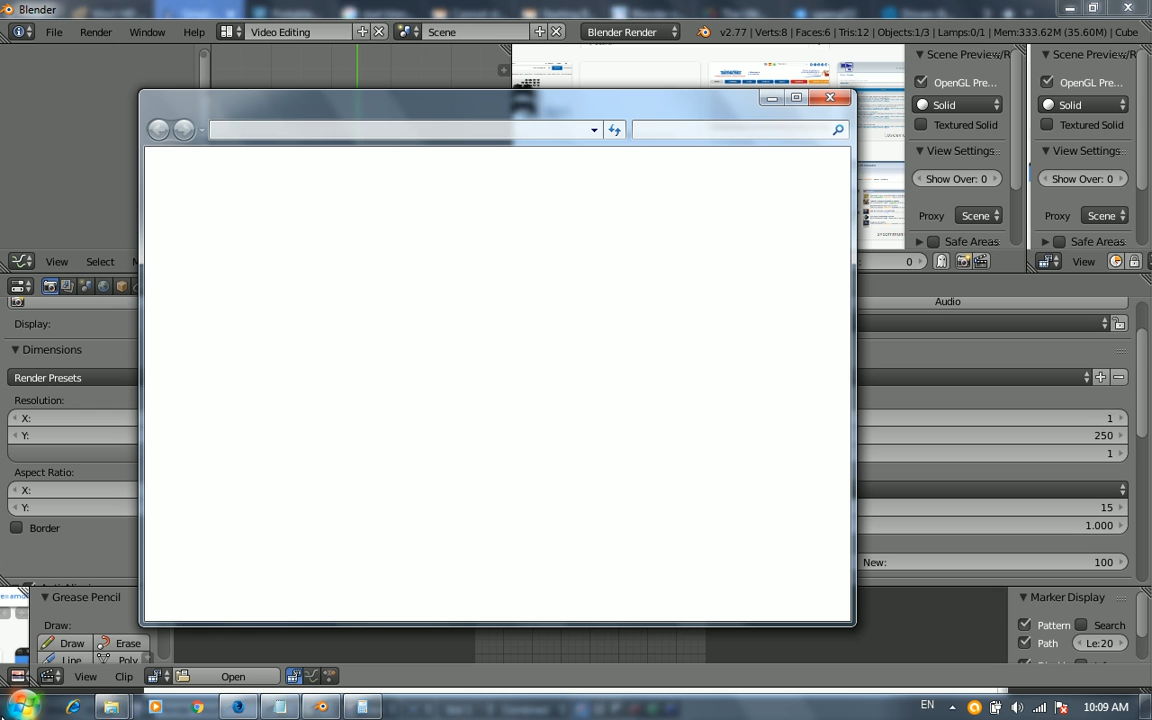 Blender
File Render Window Help Video Editing Scene Blender Render v2.77 | Verts:8 | Faces:6 | Tris:12 | Objects:1/3 | Lamps:0/1 | Mem:333.62M (35.60M) | Cube
Scene Preview/R Scene Preview/R
OpenGL Pre... OpenGL Pre...
Solid Solid
Textured Solid Textured Solid
View Settings View Settings
Show Over: 0 Show Over: 0
Proxy Scene Proxy Scene
Safe Areas Safe Areas
View Select 0 View
Audio
Display:
Dimensions
Render Presets
Resolution:
X: 1
Y: 250
1
Aspect Ratio:
X:
Y: 15
Border 1.000
New: 100
Grease Pencil Marker Display
Draw: Pattern Search
Draw Erase Path Le:20
Line Poly
View Clip Open
EN 10:09 AM